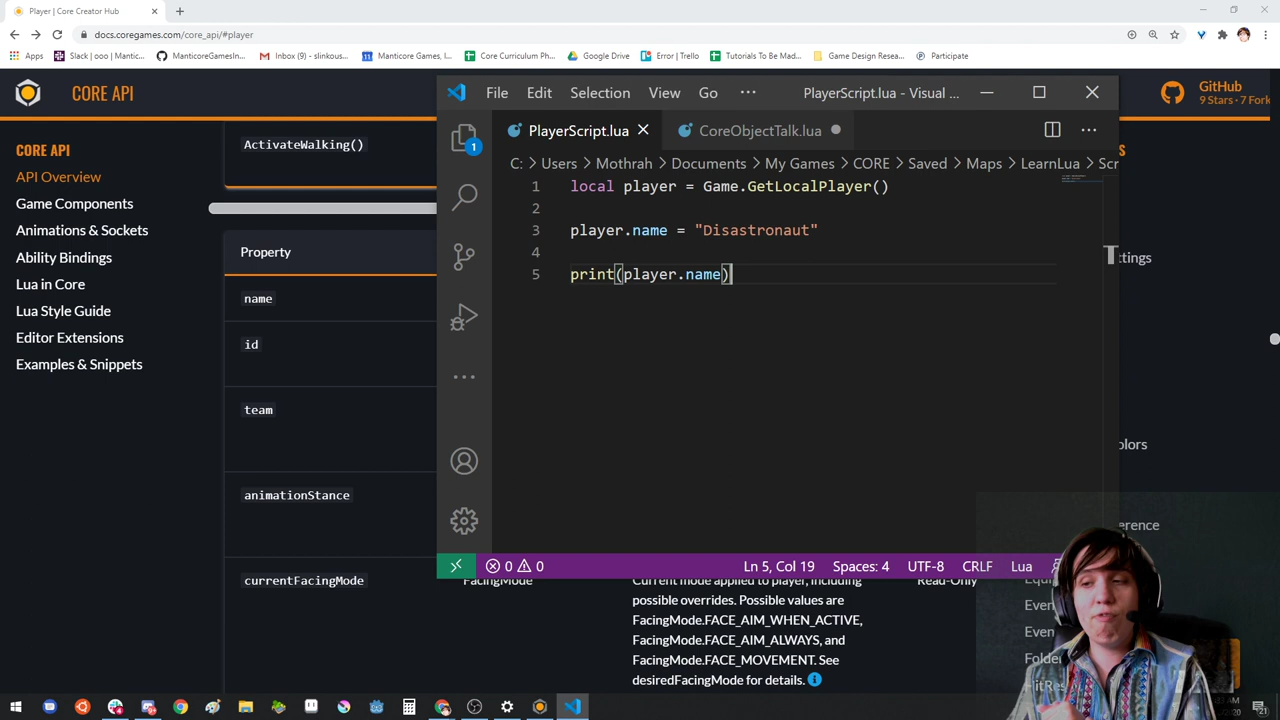 Player | Core Creator Hub
docs.coregames.com/core_api/#player
Apps
Slack | ooo | Mantic...
ManticoreGamesIn...
Inbox (9) - slinkous...
Manticore Games, I...
Core Curriculum Ph...
Google Drive
Error | Trello
Tutorials To Be Mad...
Game Design Resea...
Participate
CORE API
GitHub
9 Stars · 7 Fork
CORE API
API Overview
Game Components
Animations & Sockets
Ability Bindings
Lua in Core
Lua Style Guide
Editor Extensions
Examples & Snippets
ActivateWalking()
Property
name
id
team
animationStance
currentFacingMode
FacingMode
Current mode applied to player, including
possible overrides. Possible values are
FacingMode.FACE_AIM_WHEN_ACTIVE,
FacingMode.FACE_AIM_ALWAYS, and
FacingMode.FACE_MOVEMENT. See
desiredFacingMode for details.
Read-Only
File Edit Selection View Go ···
PlayerScript.lua - Visual ...
PlayerScript.lua
CoreObjectTalk.lua
1
C: > Users > Mothrah > Documents > My Games > CORE > Saved > Maps > LearnLua > Scr
1 local player = Game.GetLocalPlayer()
2
3 player.name = "Disastronaut"
4
5 print(player.name)
0 0
Ln 5, Col 19
Spaces: 4
UTF-8
CRLF
Lua
ttings
olors
erence
Even
Even
Folde
HitRes
21